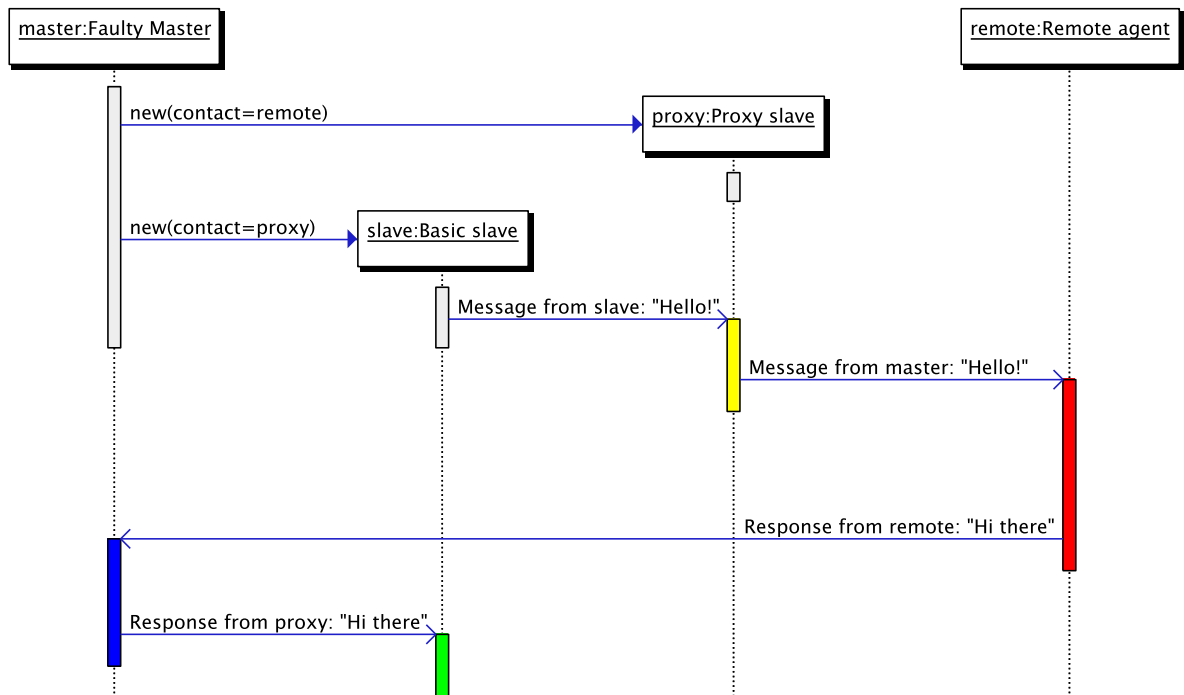 master:Faulty Master
remote:Remote agent
new(contact=remote)
proxy:Proxy slave
new(contact=proxy)
slave:Basic slave
Message from slave: "Hello!"
Message from master: "Hello!"
Response from remote: "Hi there"
Response from proxy: "Hi there"